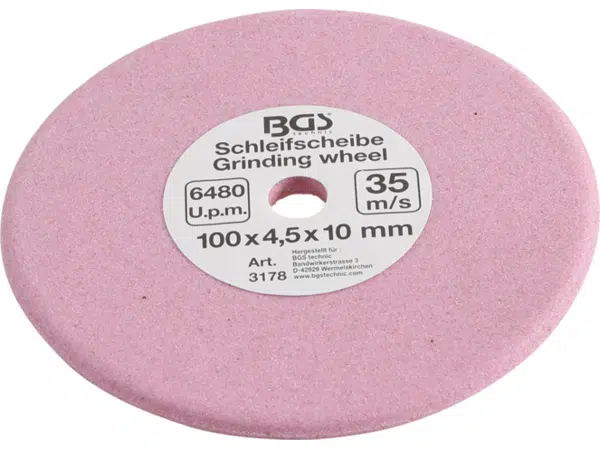 BGS
technic
Schleifscheibe
Grinding wheel
6480
U.p.m.
35
m/s
100 x 4,5 x 10 mm
Art.
3178
Hergestellt für :
BGS technic
Bandwirkerstrasse 3
D-42929 Wermelskirchen
www.bgstechnic.com